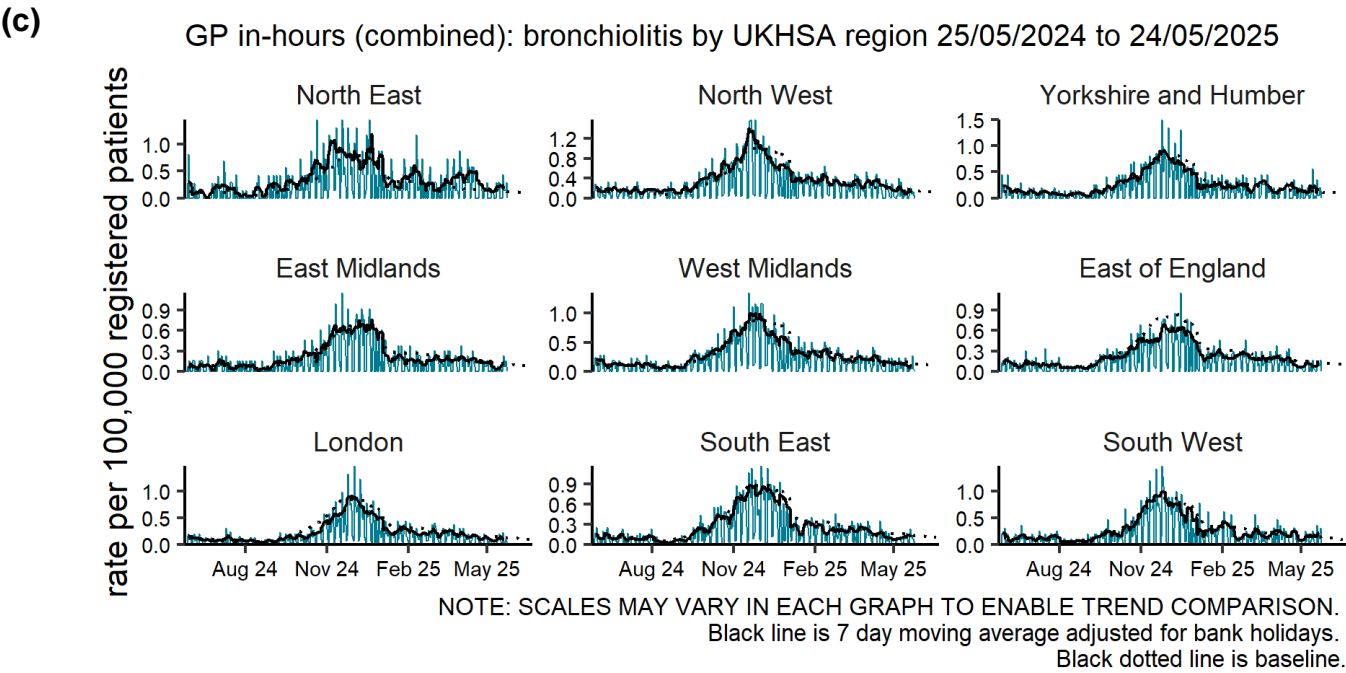 (c)
GP in-hours (combined): bronchiolitis by UKHSA region 25/05/2024 to 24/05/2025
rate per 100,000 registered patients
North East
1.0
0.5
0.0
North West
1.2
0.8
0.4
0.0
Yorkshire and Humber
1.5
1.0
0.5
0.0
East Midlands
0.9
0.6
0.3
0.0
West Midlands
1.0
0.5
0.0
East of England
0.9
0.6
0.3
0.0
London
1.0
0.5
0.0
Aug 24 Nov 24 Feb 25 May 25
South East
0.9
0.6
0.3
0.0
Aug 24 Nov 24 Feb 25 May 25
South West
1.0
0.5
0.0
Aug 24 Nov 24 Feb 25 May 25
NOTE: SCALES MAY VARY IN EACH GRAPH TO ENABLE TREND COMPARISON.
Black line is 7 day moving average adjusted for bank holidays.
Black dotted line is baseline.